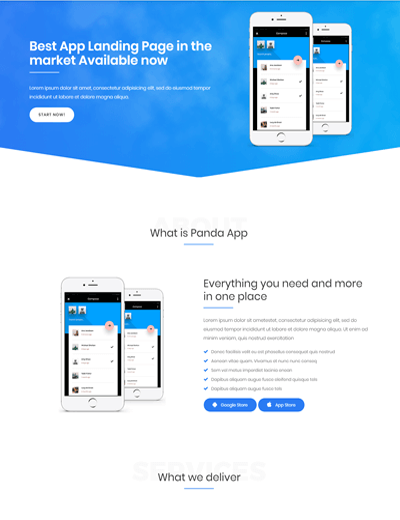 Best App Landing Page in the
market Available now
Lorem ipsum dolor sit amet, consectetur adipisicing elit, sed do eiusmod tempor
incididunt ut labore et dolore magna aliqua.
START NOW!
ABOUT
What is Panda App
Everything you need and more
in one place
Lorem ipsum dolor sit ametestet, consectetur adipisicing elit, sed do
eiusmod tempor incididunt ut labore et dolore magna aliqua. Ut enim ad
minim veniam, quis nostrud exercitation
Donec facilisis velit eu est phasellus consequat quis nostrud
Aenean vitae quam. Vivamus et nunc nunc conseq
Sem vel metus imperdiet lacinia enean
Dapibus aliquam augue fusce eleifend quisque tels
Dapibus aliquam augue fusce tels
Google Store
App Store
SERVICES
What we deliver